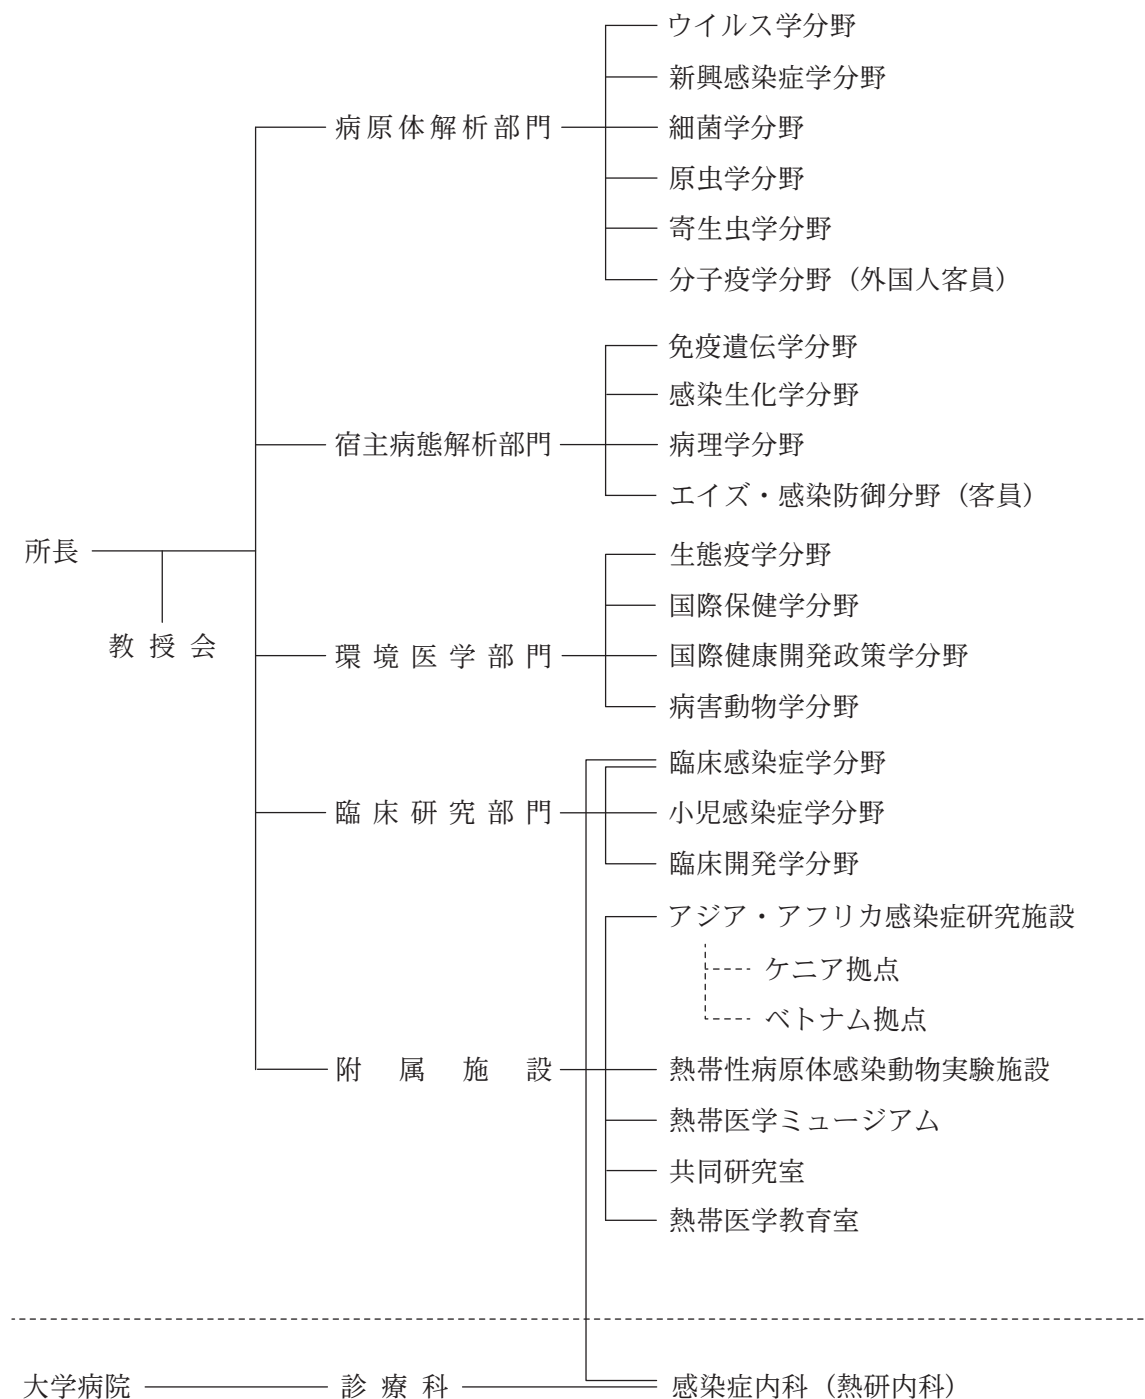 ウイルス学分野
新興感染症学分野
病原体解析部門
細菌学分野
原虫学分野
寄生虫学分野
分子疫学分野（外国人客員）
免疫遺伝学分野
感染生化学分野
宿主病態解析部門
病理学分野
エイズ・感染防御分野（客員）
所長
教授会
生態疫学分野
国際保健学分野
環境医学部門
国際健康開発政策学分野
病害動物学分野
臨床感染症学分野
臨床研究部門
小児感染症学分野
臨床開発学分野
アジア・アフリカ感染症研究施設
ケニア拠点
ベトナム拠点
附属施設
熱帯性病原体感染動物実験施設
熱帯医学ミュージアム
共同研究室
熱帯医学教育室
大学病院
診療科
感染症内科（熱研内科）